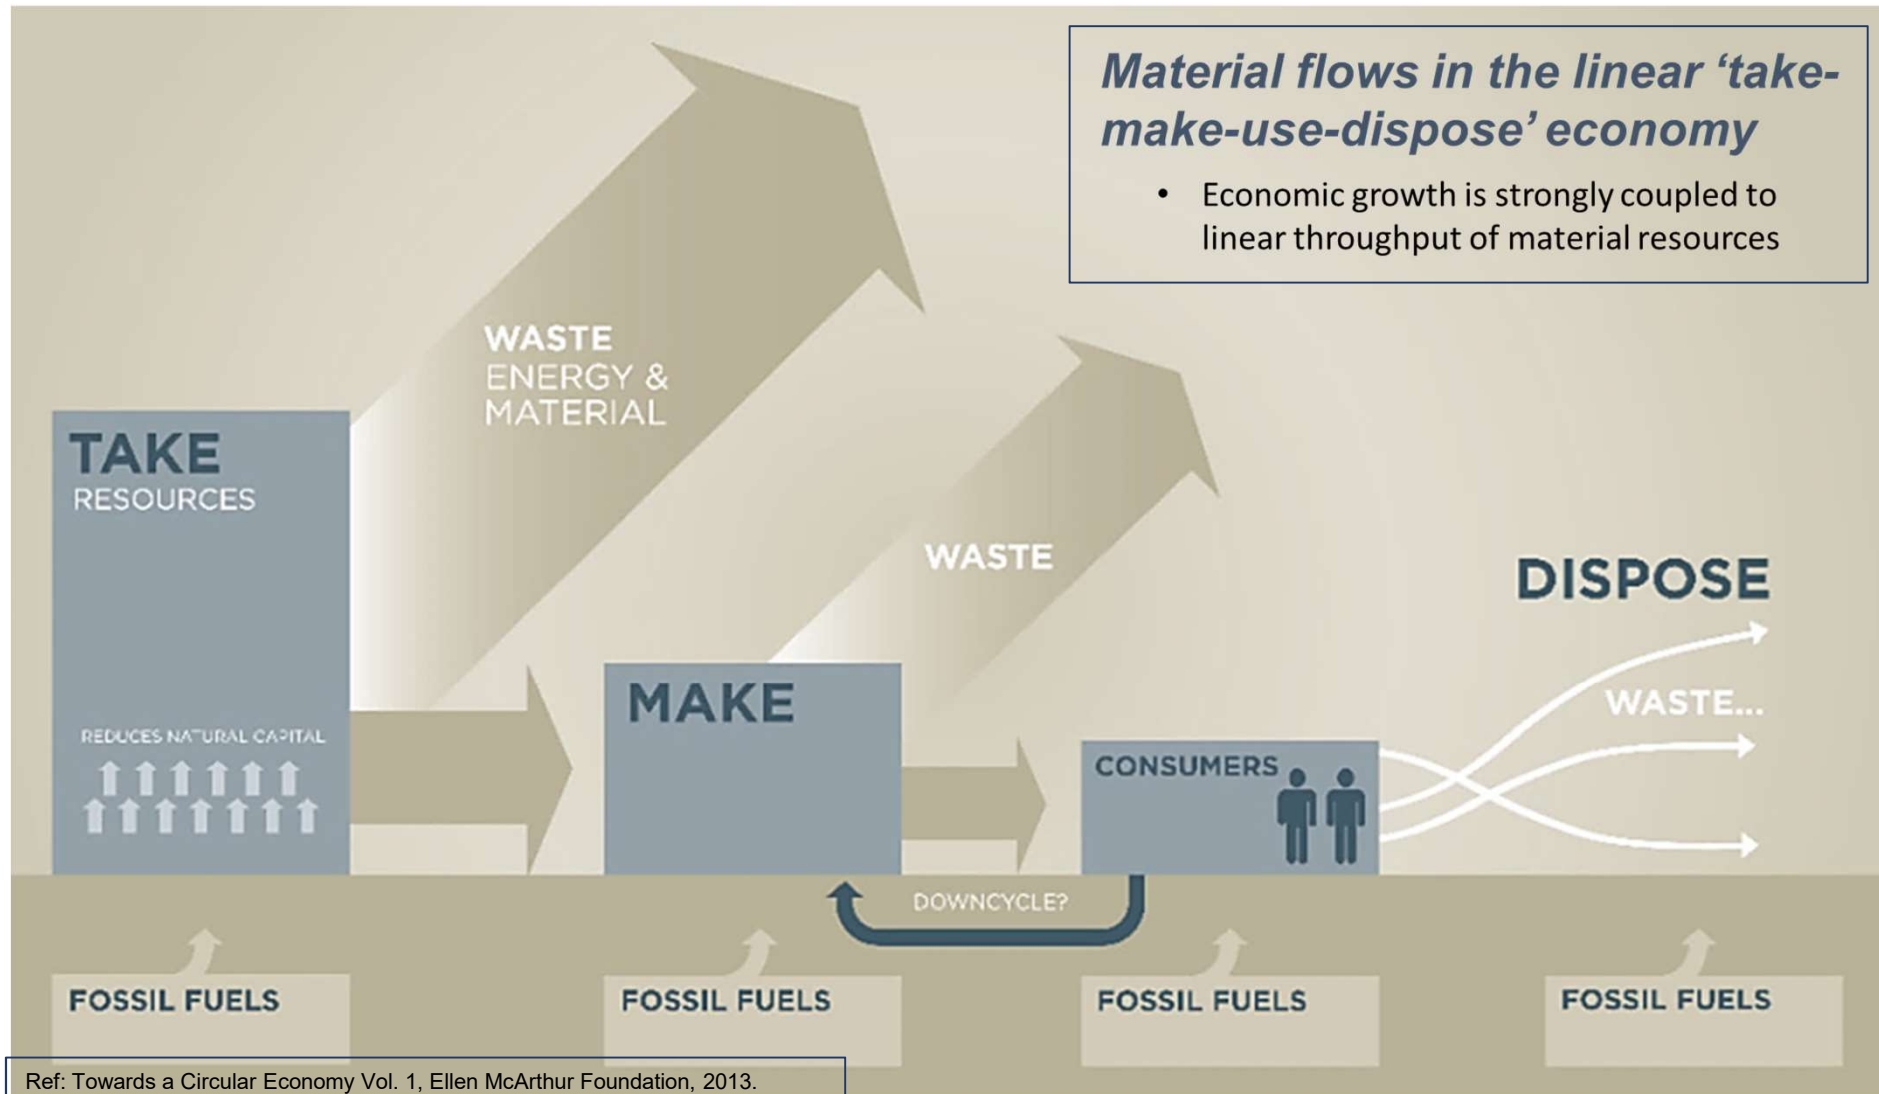 Material flows in the linear ‘take-
make-use-dispose’ economy
• Economic growth is strongly coupled to
linear throughput of material resources
WASTE
ENERGY &
MATERIAL
TAKE
RESOURCES
WASTE
DISPOSE
MAKE
WASTE...
REDUCES NATURAL CAPITAL
CONSUMERS
DOWNCYCLE?
FOSSIL FUELS
FOSSIL FUELS
FOSSIL FUELS
FOSSIL FUELS
Ref: Towards a Circular Economy Vol. 1, Ellen McArthur Foundation, 2013.